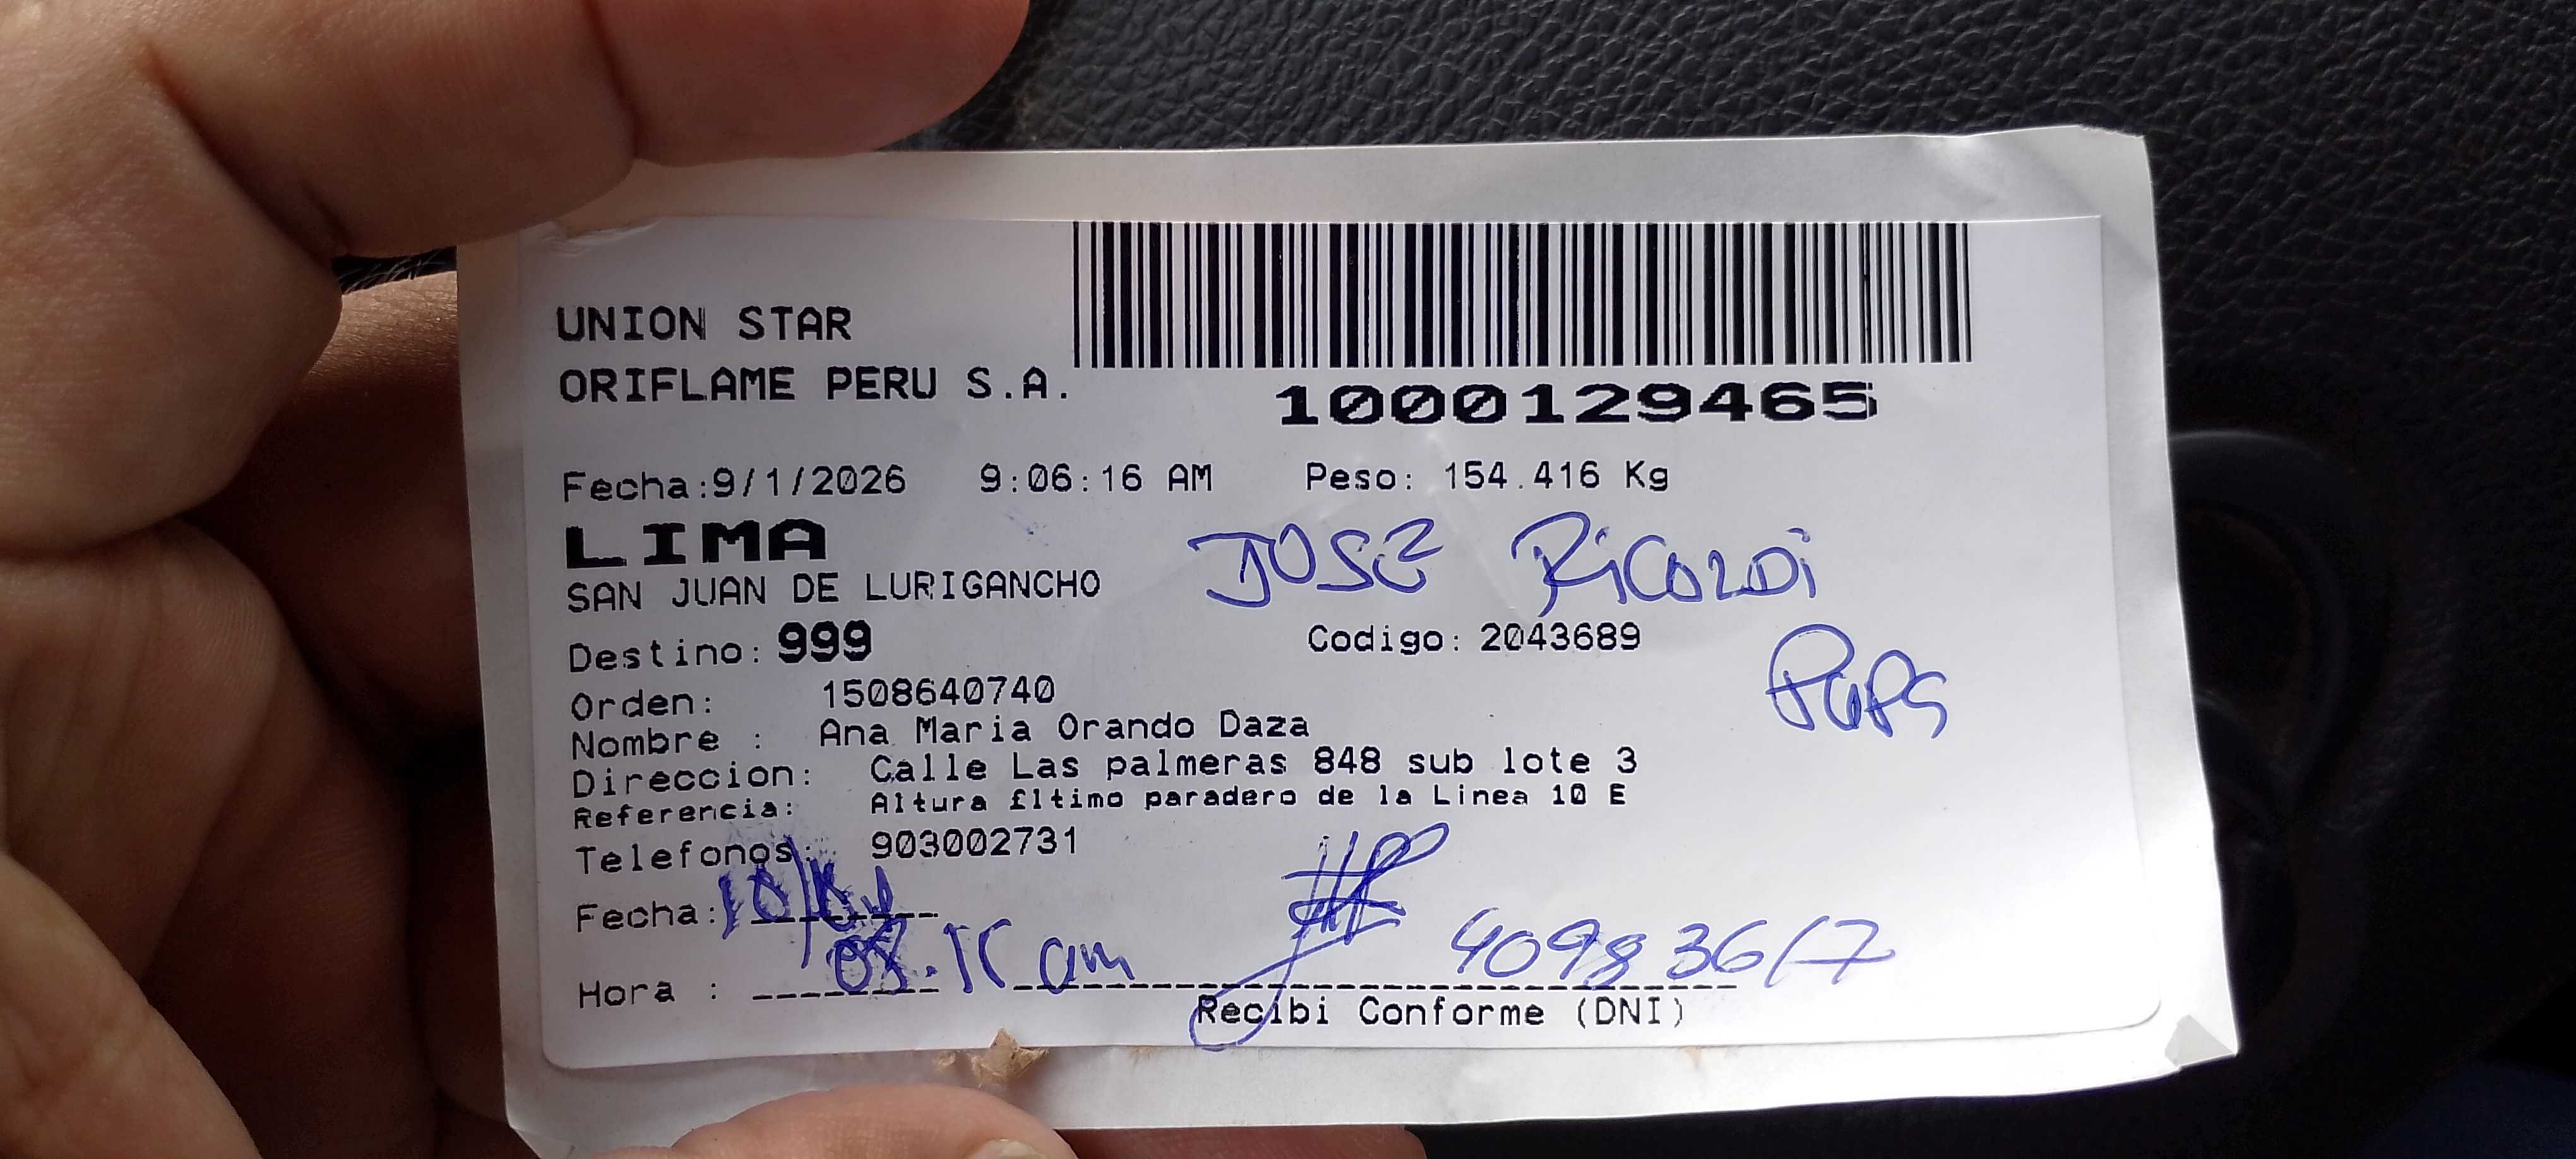 UNION STAR
ORIFLAME PERU S.A.
1000129465
Fecha:9/1/2026 9:06:16 AM Peso: 154.416 Kg
LIMA
JOSE RiCaRDi
SAN JUAN DE LURIGANCHO
Destino: 999 Codigo: 2043689
PaPa
Orden: 1508640740
Nombre : Ana Maria Orando Daza
Direccion: Calle Las palmeras 848 sub lote 3
Referencia: Altura £ltimo paradero de la Linea 10 E
Telefonos: 903002731
Fecha:
Hora : am
Recibi Conforme (DNI)